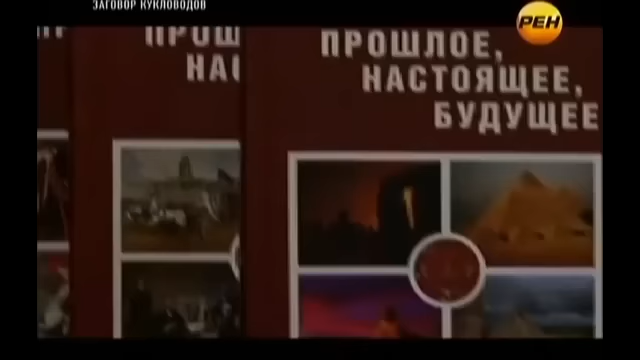 ЗАГОВОР КУКЛОВОДОВ
РЕН
ПРОШ
НАС
ПРОШЛОЕ,
НАСТОЯЩЕЕ,
БУДУЩЕЕ